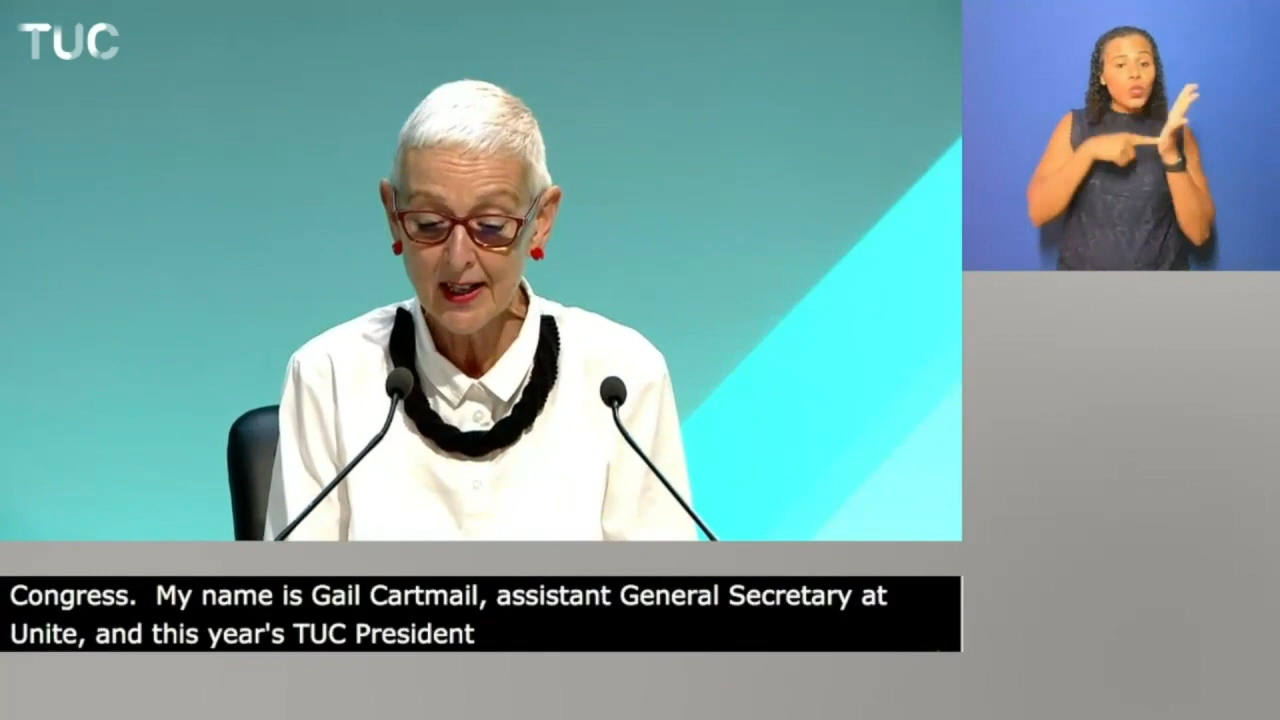 TUC
Congress.  My name is Gail Cartmail, assistant General Secretary at
Unite, and this year's TUC President